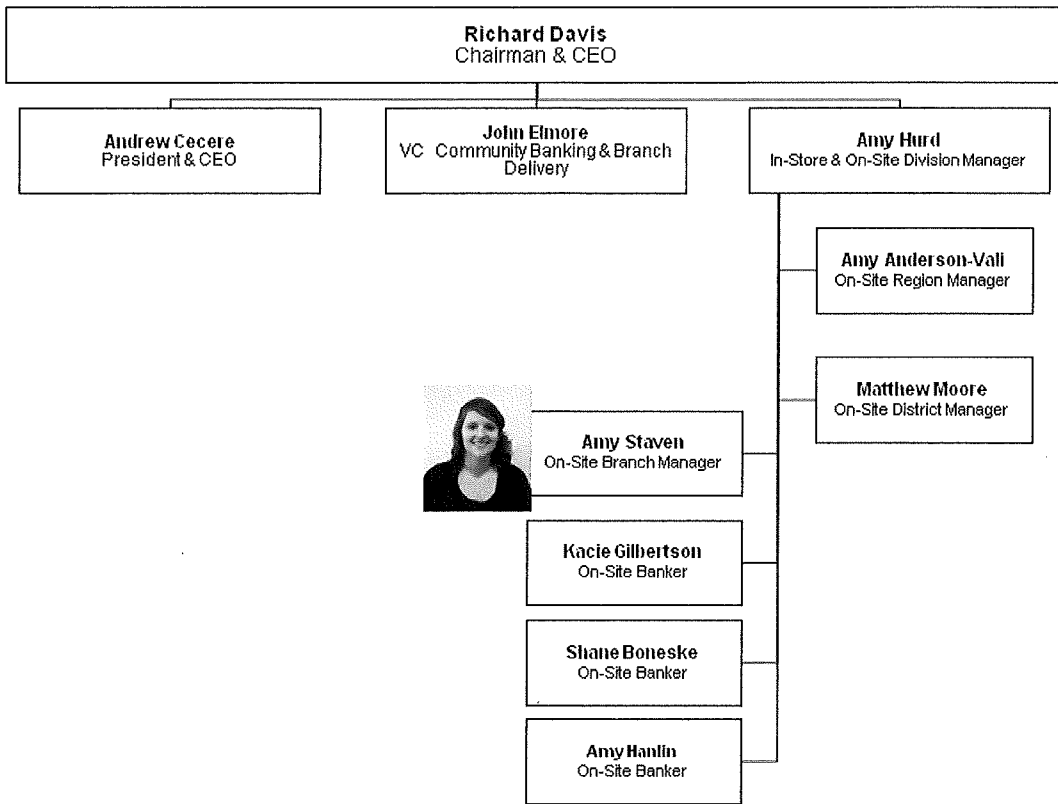 Richard Davis
Chairman & CEO
Andrew Cecere
President & CEO
John Elmore
VC Community Banking & Branch
Delivery
Amy Hurd
In-Store & On-Site Division Manager
Amy Anderson-Vali
On-Site Region Manager
Matthew Moore
On-Site District Manager
Amy Staven
On-Site Branch Manager
Kacie Gilbertson
On-Site Banker
Shane Boneske
On-Site Banker
Amy Hanlin
On-Site Banker